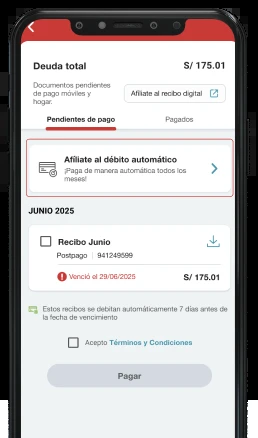 Deuda total S/ 175.01
Documentos pendientes
de pago móviles y
hogar.
Afíliate al recibo digital
Pendientes de pago Pagados
Afíliate al débito automático
¡Paga de manera automática todos los
meses!
JUNIO 2025
Recibo Junio
Postpago | 941249599
Venció el 29/06/2025 S/ 175.01
Estos recibos se debitan automáticamente 7 días antes de
la fecha de vencimiento
Acepto Términos y Condiciones
Pagar